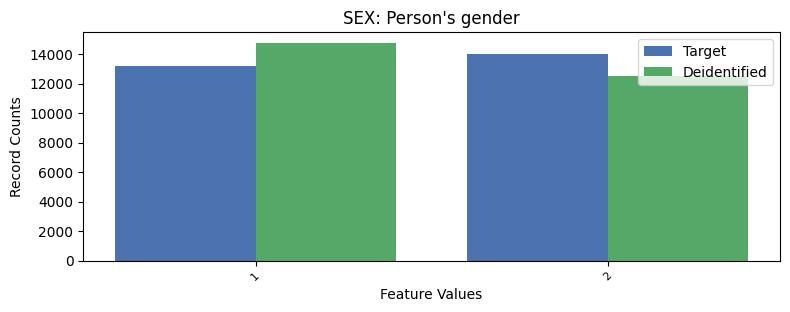 SEX: Person's gender
Target
Deidentified
14000
12000
10000
8000
6000
4000
2000
0
Record Counts
1
2
Feature Values